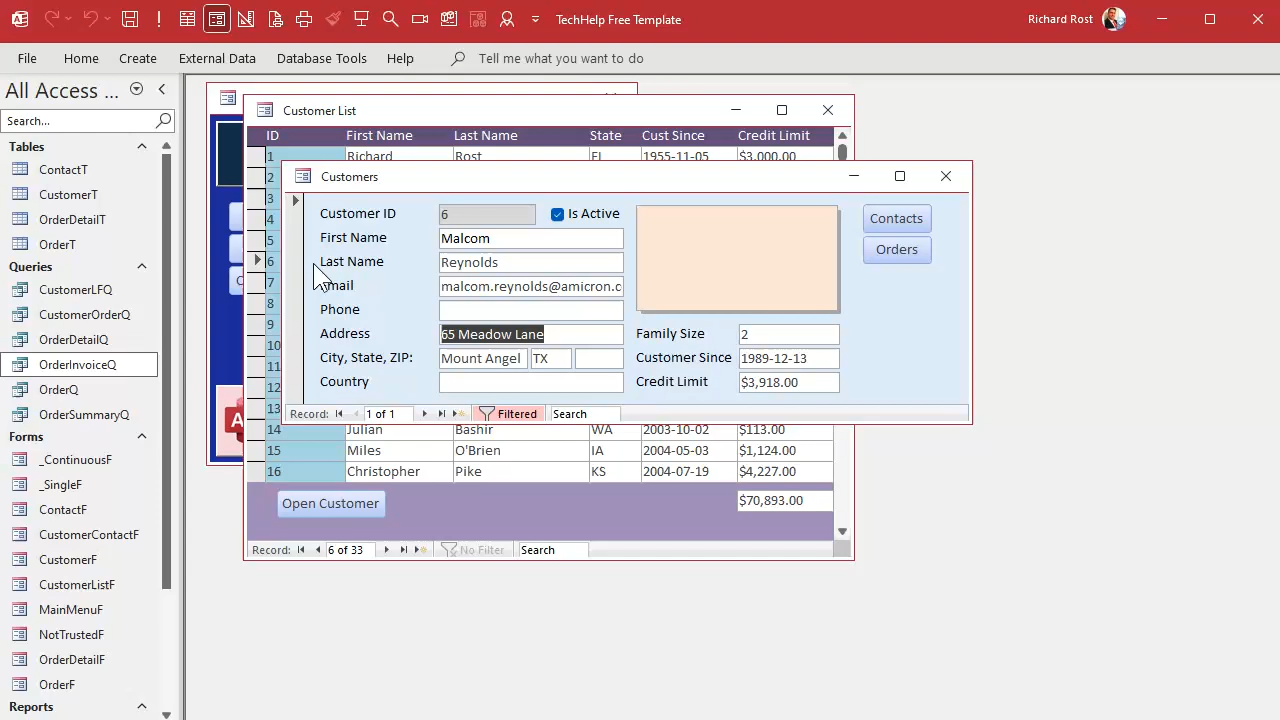 TechHelp Free Template
Richard Rost
File Home Create External Data Database Tools Help Tell me what you want to do
All Access ...
Search...
Tables
ContactT
CustomerT
OrderDetailT
OrderT
Queries
CustomerLFQ
CustomerOrderQ
OrderDetailQ
OrderInvoiceQ
OrderQ
OrderSummaryQ
Forms
_ContinuousF
_SingleF
ContactF
CustomerContactF
CustomerF
CustomerListF
MainMenuF
NotTrustedF
OrderDetailF
OrderF
Reports
Customer List
ID First Name Last Name State Cust Since Credit Limit
1 Richard Rost FL 1955-11-05 $3,000.00
2
3
4
5
6
7
8
9
10
11
12
13
14 Julian Bashir WA 2003-10-02 $113.00
15 Miles O'Brien IA 2004-05-03 $1,124.00
16 Christopher Pike KS 2004-07-19 $4,227.00
Open Customer $70,893.00
Record: 6 of 33 No Filter Search
Customers
Customer ID 6 Is Active
First Name Malcom
Last Name Reynolds
Email malcom.reynolds@amicron.c
Phone
Address 65 Meadow Lane
City, State, ZIP: Mount Angel TX
Country
Contacts
Orders
Family Size 2
Customer Since 1989-12-13
Credit Limit $3,918.00
Record: 1 of 1 Filtered Search